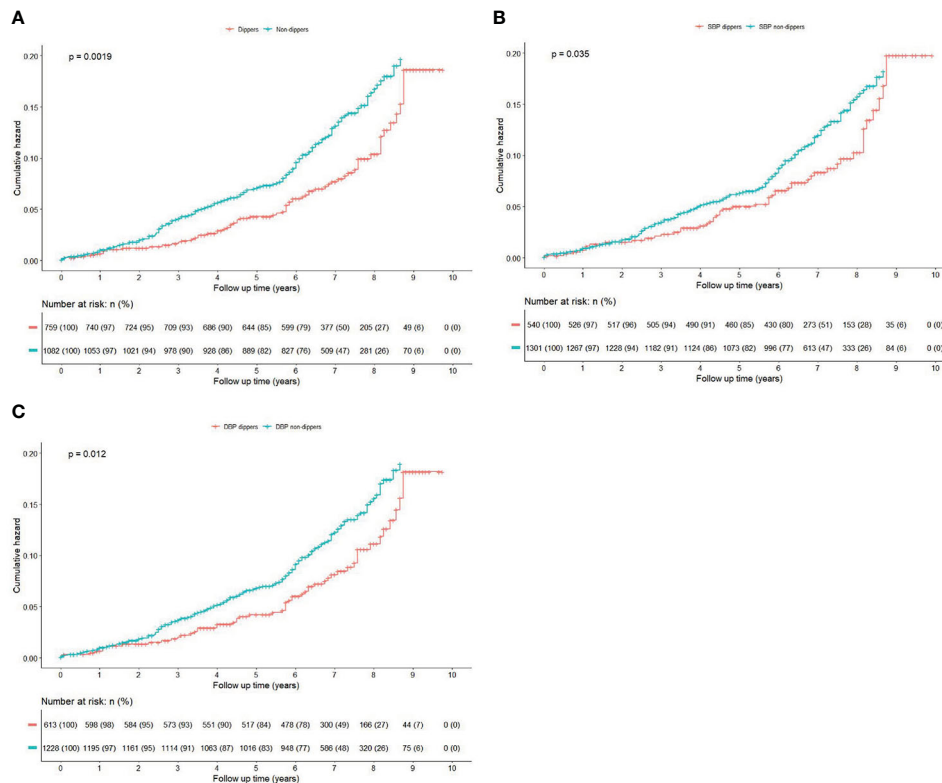 A
Dippers Non-dippers
p = 0.0019
Cumulative hazard
0.20
0.15
0.10
0.05
0.00
0 1 2 3 4 5 6 7 8 9 10
Follow up time (years)
Number at risk: n (%)
759 (100) 740 (97) 724 (95) 709 (93) 686 (90) 644 (85) 599 (79) 377 (50) 205 (27) 49 (6) 0 (0)
1082 (100) 1053 (97) 1021 (94) 978 (90) 928 (86) 889 (82) 827 (76) 509 (47) 281 (26) 70 (6) 0 (0)
0 1 2 3 4 5 6 7 8 9 10
Follow up time (years)
B
SBP dippers SBP non-dippers
p = 0.035
Cumulative hazard
0.20
0.15
0.10
0.05
0.00
0 1 2 3 4 5 6 7 8 9 10
Follow up time (years)
Number at risk: n (%)
540 (100) 526 (97) 517 (96) 505 (94) 490 (91) 460 (85) 430 (80) 273 (51) 153 (28) 35 (6) 0 (0)
1301 (100) 1267 (97) 1228 (94) 1182 (91) 1124 (86) 1073 (82) 996 (77) 613 (47) 333 (26) 84 (6) 0 (0)
0 1 2 3 4 5 6 7 8 9 10
Follow up time (years)
C
DBP dippers DBP non-dippers
p = 0.012
Cumulative hazard
0.20
0.15
0.10
0.05
0.00
0 1 2 3 4 5 6 7 8 9 10
Follow up time (years)
Number at risk: n (%)
613 (100) 598 (98) 584 (95) 573 (93) 551 (90) 517 (84) 478 (78) 300 (49) 166 (27) 44 (7) 0 (0)
1228 (100) 1195 (97) 1161 (95) 1114 (91) 1063 (87) 1016 (83) 948 (77) 586 (48) 320 (26) 75 (6) 0 (0)
0 1 2 3 4 5 6 7 8 9 10
Follow up time (years)